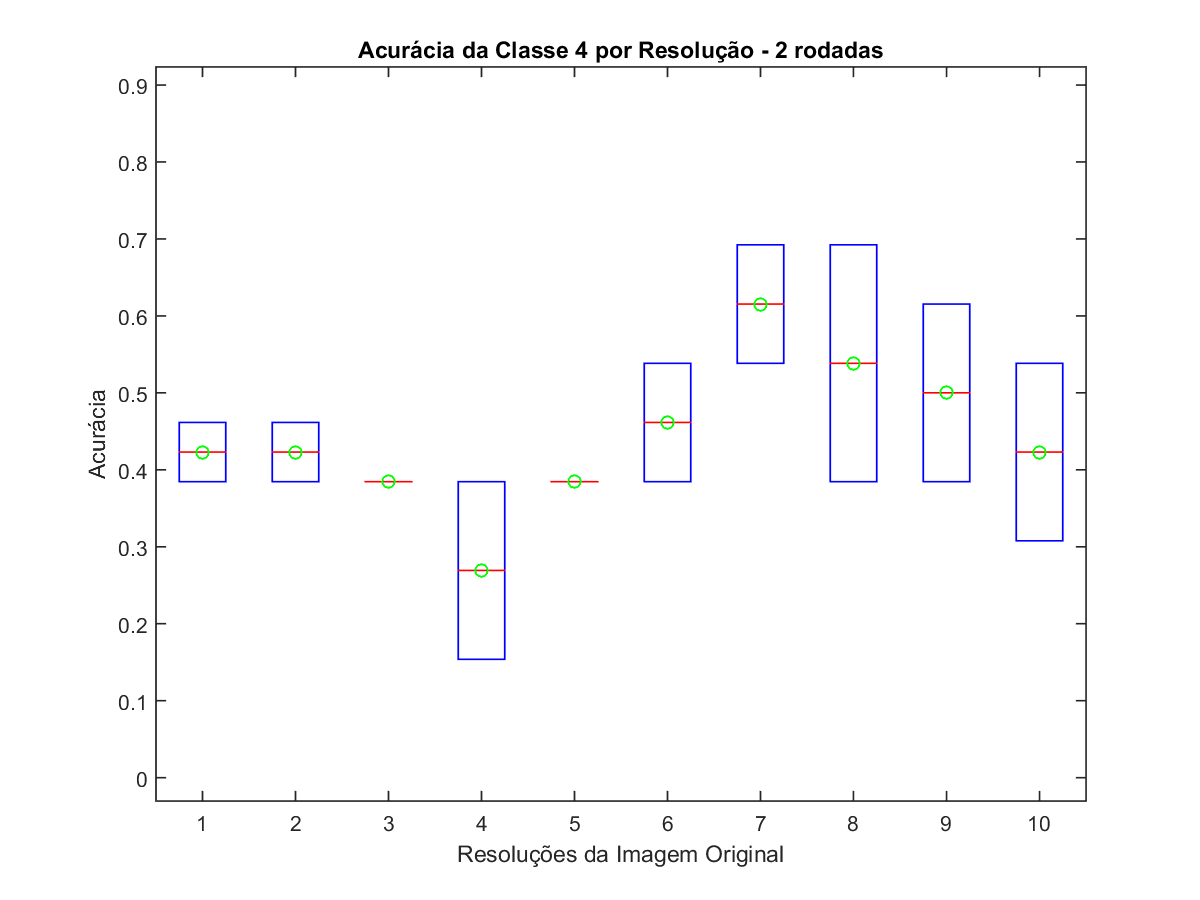 Acurácia da Classe 4 por Resolução - 2 rodadas
0.9
0.8
0.7
0.6
0.5
0.4
0.3
0.2
0.1
0
Acurácia
1 2 3 4 5 6 7 8 9 10
Resoluções da Imagem Original